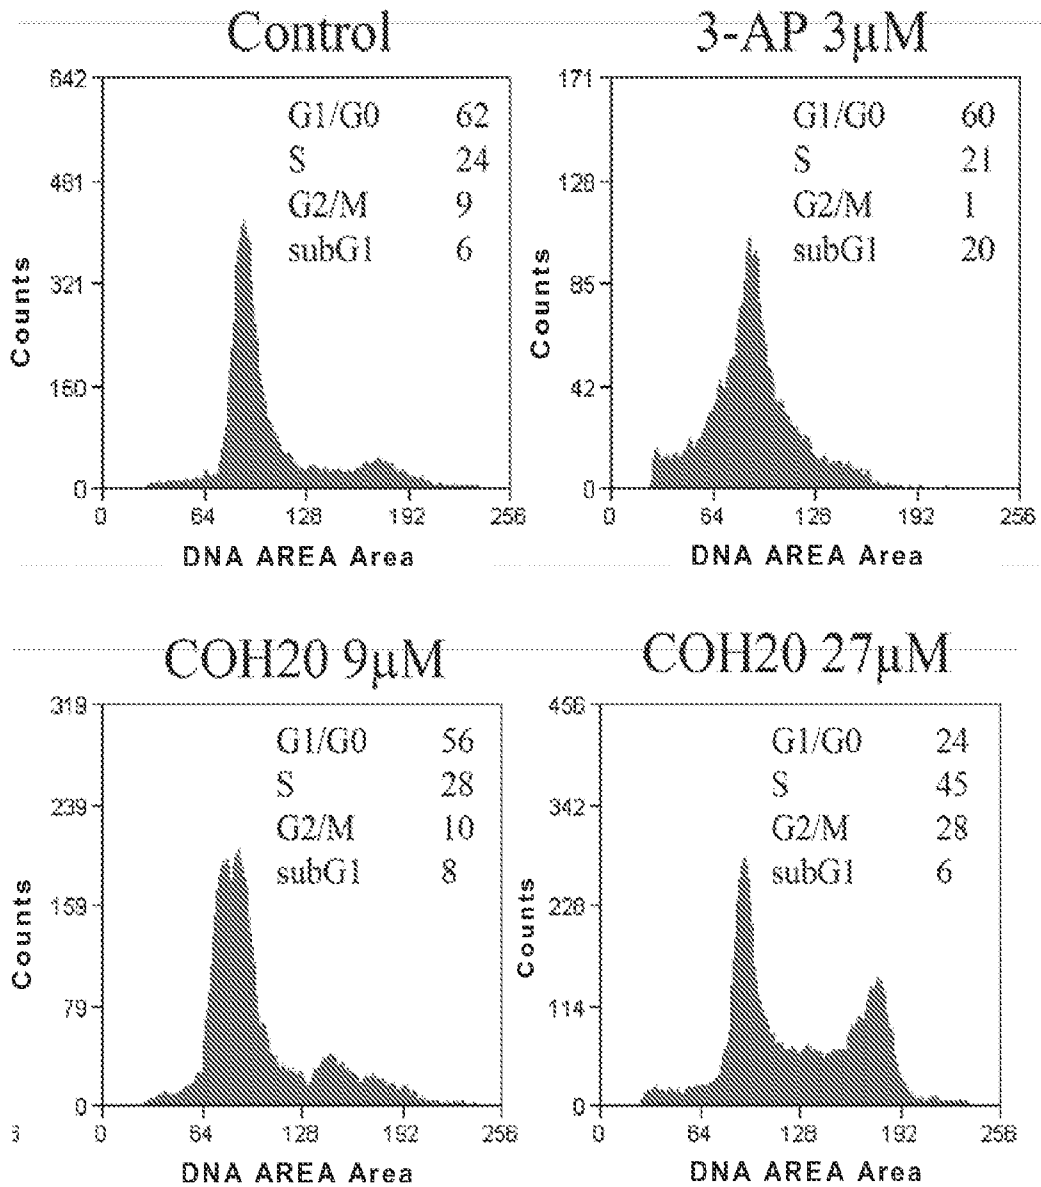 Control
642
G1/G0 62
S 24
481
G2/M 9
subG1 6
Counts
321
160
0
0 64 128 192 256
DNA AREA Area
3-AP 3µM
171
G1/G0 60
S 21
128
G2/M 1
subG1 20
Counts
85
42
0
0 64 128 192 256
DNA AREA Area
COH20 9µM
319
G1/G0 56
S 28
239
G2/M 10
subG1 8
Counts
159
79
0
0 64 128 192 256
DNA AREA Area
COH20 27µM
456
G1/G0 24
S 45
342
G2/M 28
subG1 6
Counts
228
114
0
0 64 128 192 256
DNA AREA Area